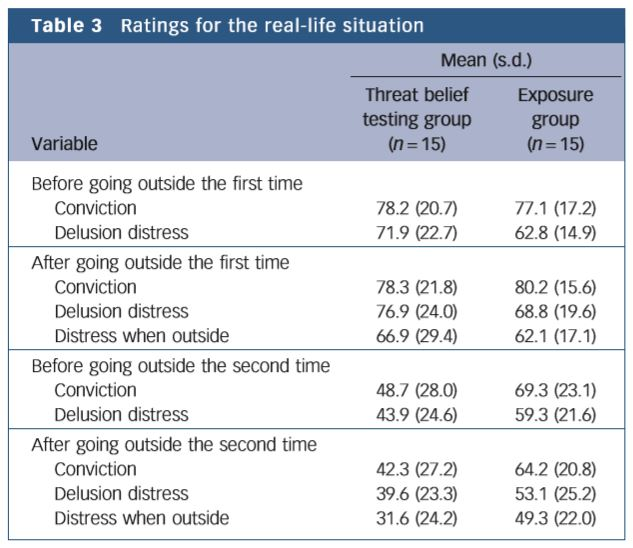 Table 3 Ratings for the real-life situation
Mean (s.d.)
Threat belief testing group (n = 15) Exposure group (n = 15)
Variable
Before going outside the first time
Conviction 78.2 (20.7) 77.1 (17.2)
Delusion distress 71.9 (22.7) 62.8 (14.9)
After going outside the first time
Conviction 78.3 (21.8) 80.2 (15.6)
Delusion distress 76.9 (24.0) 68.8 (19.6)
Distress when outside 66.9 (29.4) 62.1 (17.1)
Before going outside the second time
Conviction 48.7 (28.0) 69.3 (23.1)
Delusion distress 43.9 (24.6) 59.3 (21.6)
After going outside the second time
Conviction 42.3 (27.2) 64.2 (20.8)
Delusion distress 39.6 (23.3) 53.1 (25.2)
Distress when outside 31.6 (24.2) 49.3 (22.0)